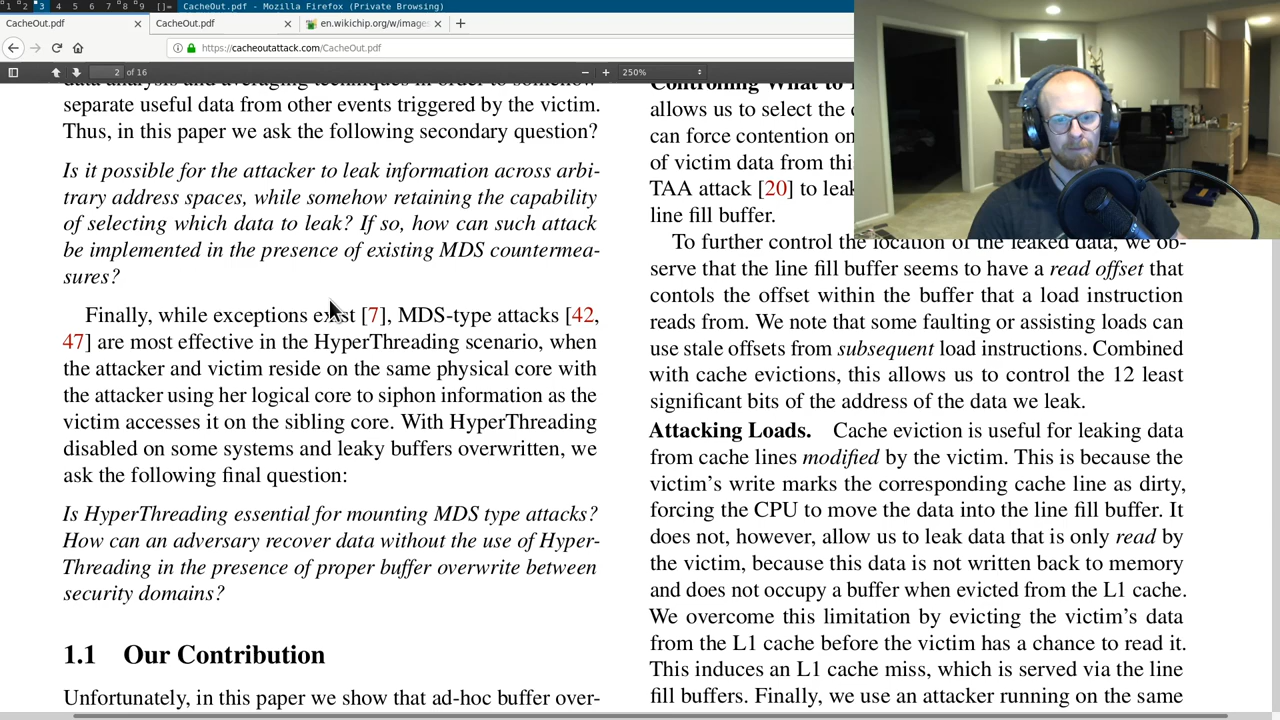 1 2 3 4 5 6 7 8 9 []= CacheOut.pdf - Mozilla Firefox (Private Browsing)
CacheOut.pdf × CacheOut.pdf × en.wikichip.org/w/image × +
https://cacheoutattack.com/CacheOut.pdf
2 of 16 − + 250%
separate useful data from other events triggered by the victim.
Thus, in this paper we ask the following secondary question?
Is it possible for the attacker to leak information across arbi-
trary address spaces, while somehow retaining the capability
of selecting which data to leak? If so, how can such attack
be implemented in the presence of existing MDS countermea-
sures?
Finally, while exceptions exist [7], MDS-type attacks [42,
47] are most effective in the HyperThreading scenario, when
the attacker and victim reside on the same physical core with
the attacker using her logical core to siphon information as the
victim accesses it on the sibling core. With HyperThreading
disabled on some systems and leaky buffers overwritten, we
ask the following final question:
Is HyperThreading essential for mounting MDS type attacks?
How can an adversary recover data without the use of Hyper-
Threading in the presence of proper buffer overwrite between
security domains?
1.1 Our Contribution
Unfortunately, in this paper we show that ad-hoc buffer over-
Controlling What to
allows us to select the
can force contention on
of victim data from
TAA attack [20] to
line fill buffer.
To further control the location of the leaked data, we ob-
serve that the line fill buffer seems to have a read offset that
contols the offset within the buffer that a load instruction
reads from. We note that some faulting or assisting loads can
use stale offsets from subsequent load instructions. Combined
with cache evictions, this allows us to control the 12 least
significant bits of the address of the data we leak.
Attacking Loads. Cache eviction is useful for leaking data
from cache lines modified by the victim. This is because the
victim's write marks the corresponding cache line as dirty,
forcing the CPU to move the data into the line fill buffer. It
does not, however, allow us to leak data that is only read by
the victim, because this data is not written back to memory
and does not occupy a buffer when evicted from the L1 cache.
We overcome this limitation by evicting the victim's data
from the L1 cache before the victim has a chance to read it.
This induces an L1 cache miss, which is served via the line
fill buffers. Finally, we use an attacker running on the same